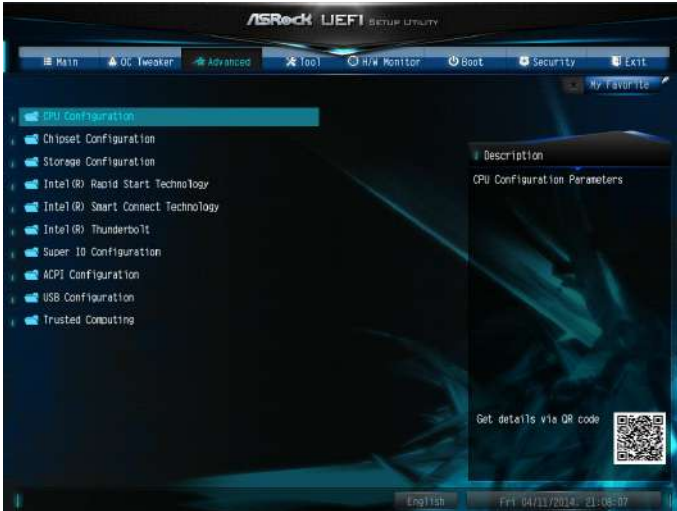 ASRock UEFI SETUP UTILITY
Main OC Tweaker Advanced Tool H/W Monitor Boot Security Exit
My Favorite
CPU Configuration
Chipset Configuration
Storage Configuration
Intel(R) Rapid Start Technology
Intel(R) Smart Connect Technology
Intel(R) Thunderbolt
Super IO Configuration
ACPI Configuration
USB Configuration
Trusted Computing
Description
CPU Configuration Parameters
Get details via QR code
English
Fri 04/11/2014. 21:08:07